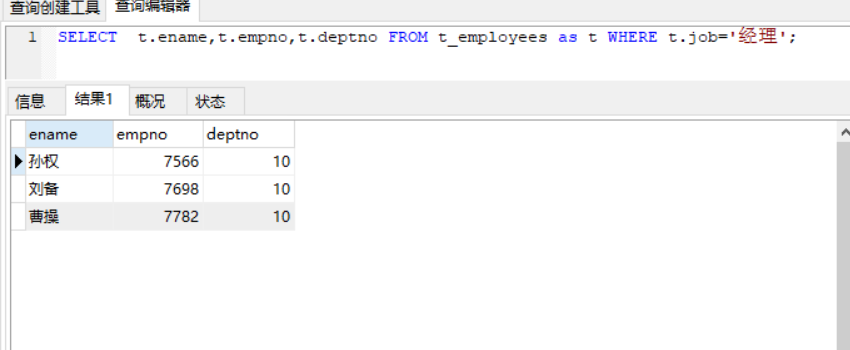 查询创建工具 查询编辑器
1 SELECT t.ename,t.empno,t.deptno FROM t_employees as t WHERE t.job='经理';
信息 结果1 概况 状态
ename empno deptno
孙权 7566 10
刘备 7698 10
曹操 7782 10